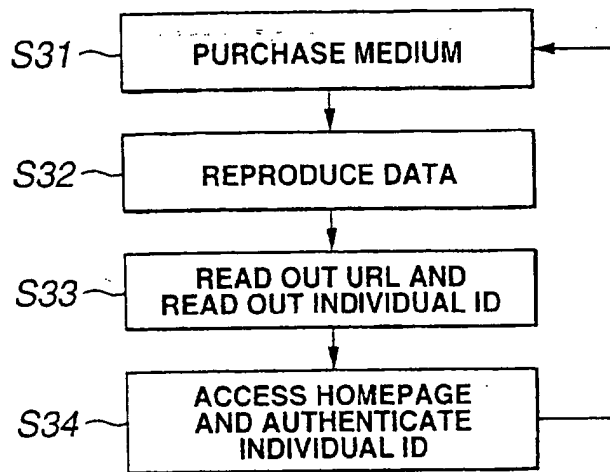 S31
PURCHASE MEDIUM
S32
REPRODUCE DATA
S33
READ OUT URL AND
READ OUT INDIVIDUAL ID
S34
ACCESS HOMEPAGE
AND AUTHENTICATE
INDIVIDUAL ID